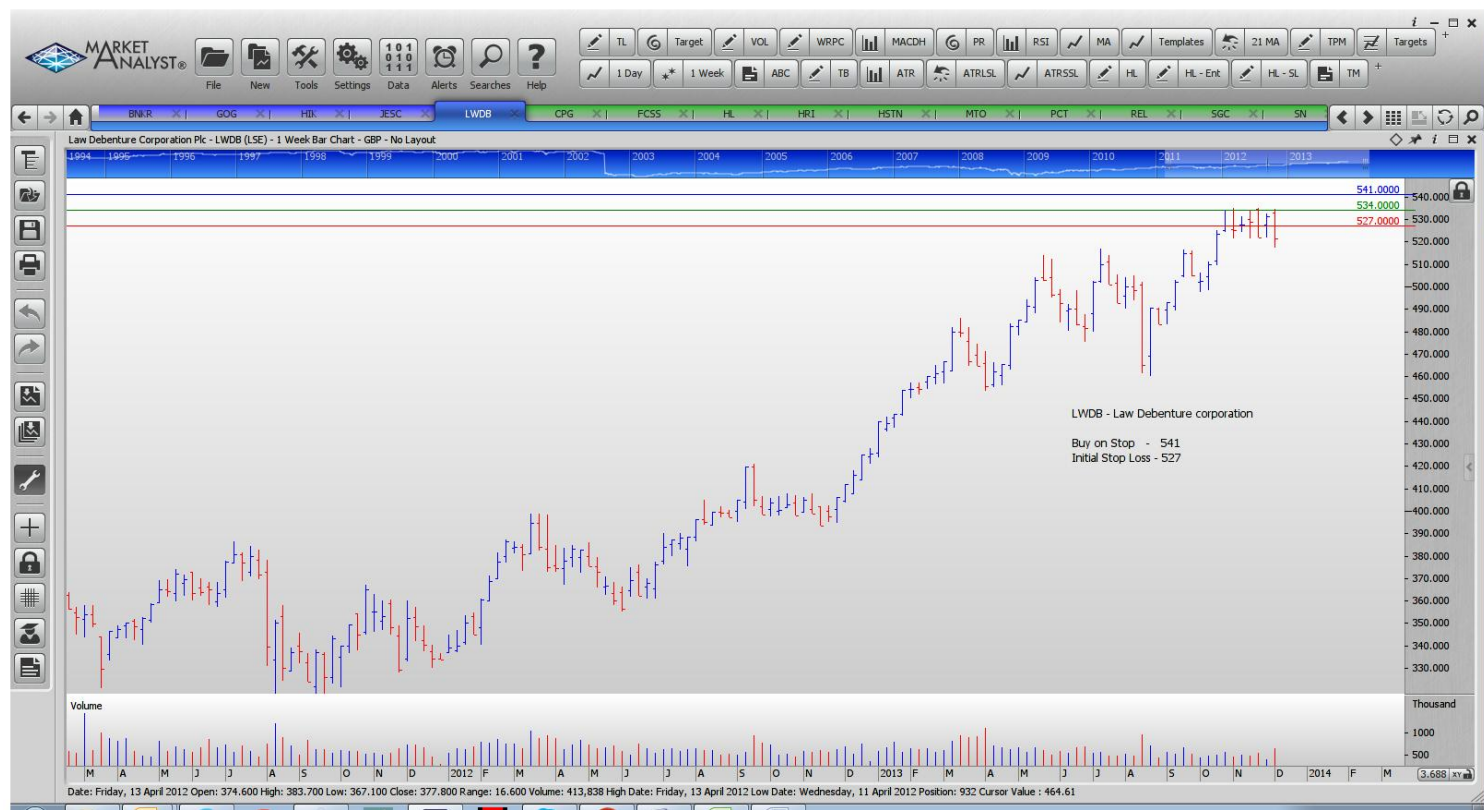 i
MARKET ANALYST®
File New Tools Settings Data Alerts Searches Help
101 010 111
TL Target VOL WRPC MACDH PR RSI MA Templates 21 MA TPM Targets +
1 Day 1 Week ABC TB ATR ATRLSL ATRSSL HL HL - Ent HL - SL TM +
BNKR GOG HIK JESC LWDB CPG FCSS HL HRI HSTN MTO PCT REL SGC SN
Law Debenture Corporation Plc - LWDB (LSE) - 1 Week Bar Chart - GBP - No Layout
1994 1995 1996 1997 1998 1999 2000 2001 2002 2003 2004 2005 2006 2007 2008 2009 2010 2011 2012 2013
541.0000
534.0000
527.0000
540.000
530.000
520.000
510.000
500.000
490.000
480.000
470.000
460.000
450.000
440.000
430.000
420.000
410.000
400.000
390.000
380.000
370.000
360.000
350.000
340.000
330.000
LWDB - Law Debenture corporation
Buy on Stop - 541
Initial Stop Loss - 527
Volume
Thousand
1000
500
M A M J J A S O N D 2012 F M A M J J A S O N D 2013 F M A M J J A S O N D 2014 F M
3.688 XY
Date: Friday, 13 April 2012 Open: 374.600 High: 383.700 Low: 367.100 Close: 377.800 Range: 16.600 Volume: 413,838 High Date: Friday, 13 April 2012 Low Date: Wednesday, 11 April 2012 Position: 932 Cursor Value : 464.61